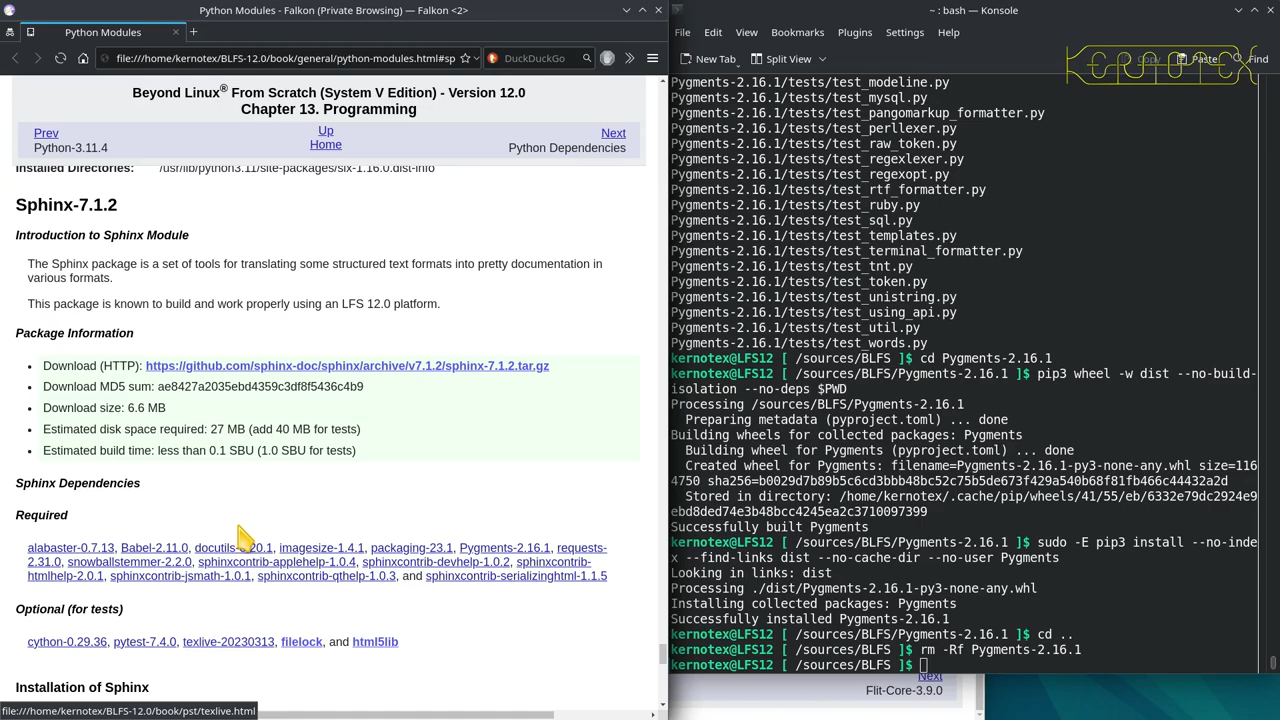 Python Modules - Falkon (Private Browsing) — Falkon <2>
Python Modules
file:///home/kernotex/BLFS-12.0/book/general/python-modules.html#sp
DuckDuckGo
Beyond Linux® From Scratch (System V Edition) - Version 12.0
Chapter 13. Programming
Prev
Up
Next
Python-3.11.4
Home
Python Dependencies
Installed Directories: /usr/lib/python3.11/site-packages/six-1.16.0.dist-info
Sphinx-7.1.2
Introduction to Sphinx Module
The Sphinx package is a set of tools for translating some structured text formats into pretty documentation in
various formats.
This package is known to build and work properly using an LFS 12.0 platform.
Package Information
• Download (HTTP): https://github.com/sphinx-doc/sphinx/archive/v7.1.2/sphinx-7.1.2.tar.gz
• Download MD5 sum: ae8427a2035ebd4359c3df8f5436c4b9
• Download size: 6.6 MB
• Estimated disk space required: 27 MB (add 40 MB for tests)
• Estimated build time: less than 0.1 SBU (1.0 SBU for tests)
Sphinx Dependencies
Required
alabaster-0.7.13, Babel-2.11.0, docutils-0.20.1, imagesize-1.4.1, packaging-23.1, Pygments-2.16.1, requests-
2.31.0, snowballstemmer-2.2.0, sphinxcontrib-applehelp-1.0.4, sphinxcontrib-devhelp-1.0.2, sphinxcontrib-
htmlhelp-2.0.1, sphinxcontrib-jsmath-1.0.1, sphinxcontrib-qthelp-1.0.3, and sphinxcontrib-serializinghtml-1.1.5
Optional (for tests)
cython-0.29.36, pytest-7.4.0, texlive-20230313, filelock, and html5lib
Installation of Sphinx
file:///home/kernotex/BLFS-12.0/book/pst/texlive.html
~ : bash — Konsole
File Edit View Bookmarks Plugins Settings Help
New Tab Split View Copy Paste Find
Kernotex
Pygments-2.16.1/tests/test_modeline.py
Pygments-2.16.1/tests/test_mysql.py
Pygments-2.16.1/tests/test_pangomarkup_formatter.py
Pygments-2.16.1/tests/test_perllexer.py
Pygments-2.16.1/tests/test_raw_token.py
Pygments-2.16.1/tests/test_regexlexer.py
Pygments-2.16.1/tests/test_regexopt.py
Pygments-2.16.1/tests/test_rtf_formatter.py
Pygments-2.16.1/tests/test_ruby.py
Pygments-2.16.1/tests/test_sql.py
Pygments-2.16.1/tests/test_templates.py
Pygments-2.16.1/tests/test_terminal_formatter.py
Pygments-2.16.1/tests/test_tnt.py
Pygments-2.16.1/tests/test_token.py
Pygments-2.16.1/tests/test_unistring.py
Pygments-2.16.1/tests/test_using_api.py
Pygments-2.16.1/tests/test_util.py
Pygments-2.16.1/tests/test_words.py
kernotex@LFS12 [ /sources/BLFS ]$ cd Pygments-2.16.1
kernotex@LFS12 [ /sources/BLFS/Pygments-2.16.1 ]$ pip3 wheel -w dist --no-build-
isolation --no-deps $PWD
Processing /sources/BLFS/Pygments-2.16.1
Preparing metadata (pyproject.toml) ... done
Building wheels for collected packages: Pygments
Building wheel for Pygments (pyproject.toml) ... done
Created wheel for Pygments: filename=Pygments-2.16.1-py3-none-any.whl size=116
4750 sha256=b0029d7b89b5c6cd3bbb48bc52c75b5de673f429a540b68f81fb466c44432a2d
Stored in directory: /home/kernotex/.cache/pip/wheels/41/55/eb/6332e79dc2924e9
ebd8ded74e3b48bcc4245ea2c3710097399
Successfully built Pygments
kernotex@LFS12 [ /sources/BLFS/Pygments-2.16.1 ]$ sudo -E pip3 install --no-inde
x --find-links dist --no-cache-dir --no-user Pygments
Looking in links: dist
Processing ./dist/Pygments-2.16.1-py3-none-any.whl
Installing collected packages: Pygments
Successfully installed Pygments-2.16.1
kernotex@LFS12 [ /sources/BLFS/Pygments-2.16.1 ]$ cd ..
kernotex@LFS12 [ /sources/BLFS ]$ rm -Rf Pygments-2.16.1
kernotex@LFS12 [ /sources/BLFS ]$
Next
Flit-Core-3.9.0